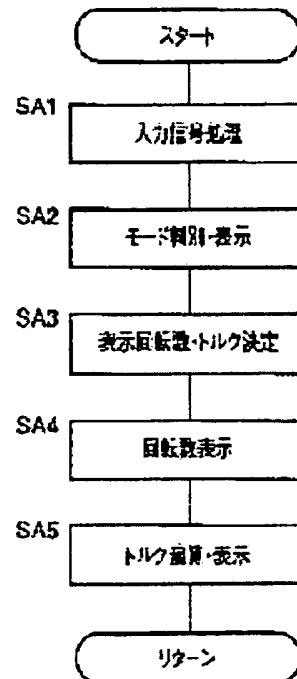 スタート
SA1
入力信号処理
SA2
モード判別・表示
SA3
表示回転数・トルク決定
SA4
回転数表示
SA5
トルク演算・表示
リターン